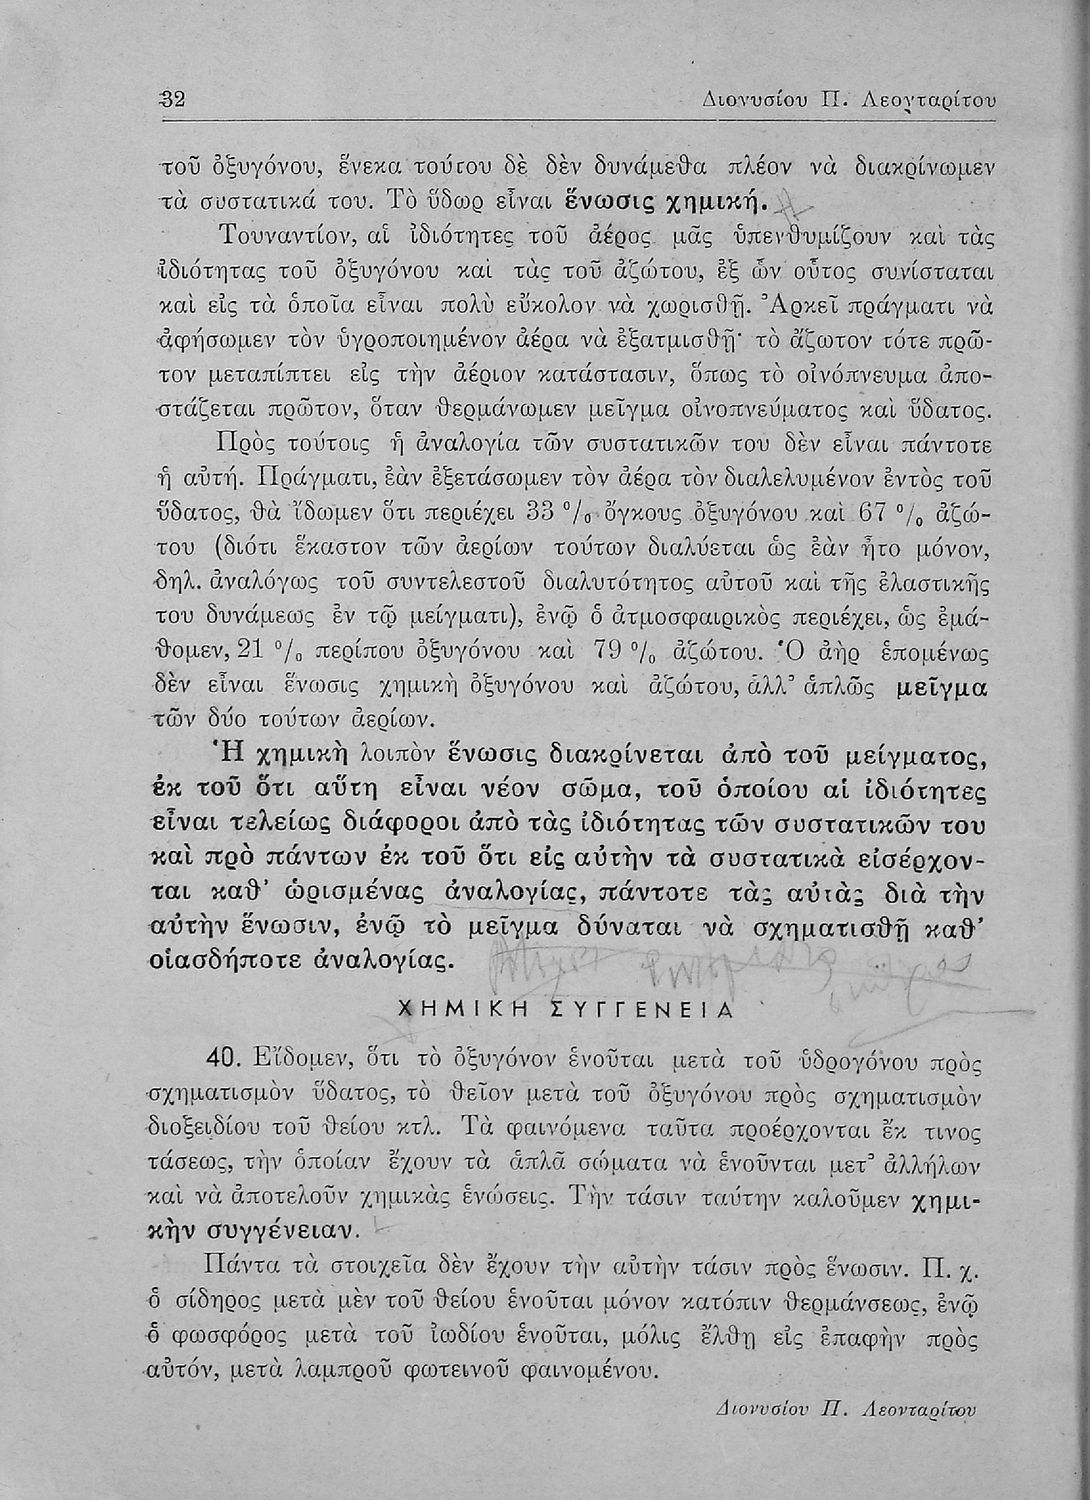 32
Διονυσίου Π. Λεονταρίτου
τοῦ ὀξυγόνου, ἕνεκα τούτου δὲ δὲν δυνάμεθα πλέον νὰ διακρίνωμεν
τὰ συστατικά του. Τὸ ὕδωρ εἶναι ἕνωσις χημική.
Τουναντίον, αἱ ἰδιότητες τοῦ ἀέρος μᾶς ὑπενθυμίζουν καὶ τὰς
ἰδιότητας τοῦ ὀξυγόνου καὶ τὰς τοῦ ἀζώτου, ἐξ ὧν οὗτος συνίσταται
καὶ εἰς τὰ ὁποῖα εἶναι πολὺ εὔκολον νὰ χωρισθῇ. Ἀρκεῖ πράγματι νὰ
ἀφήσωμεν τὸν ὑγροποιημένον ἀέρα νὰ ἐξατμισθῇ· τὸ ἄζωτον τότε πρῶ-
τον μεταπίπτει εἰς τὴν ἀέριον κατάστασιν, ὅπως τὸ οἰνόπνευμα ἀπο-
στάζεται πρῶτον, ὅταν θερμάνωμεν μεῖγμα οἰνοπνεύματος καὶ ὕδατος.
Πρὸς τούτοις ἡ ἀναλογία τῶν συστατικῶν του δὲν εἶναι πάντοτε
ἡ αὐτή. Πράγματι, ἐὰν ἐξετάσωμεν τὸν ἀέρα τὸν διαλελυμένον ἐντὸς τοῦ
ὕδατος, θὰ ἴδωμεν ὅτι περιέχει 33 % ὄγκους ὀξυγόνου καὶ 67 % ἀζώ-
του (διότι ἕκαστον τῶν ἀερίων τούτων διαλύεται ὡς ἐὰν ἦτο μόνον,
δηλ. ἀναλόγως τοῦ συντελεστοῦ διαλυτότητος αὐτοῦ καὶ τῆς ἐλαστικῆς
του δυνάμεως ἐν τῷ μείγματι), ἐνῷ ὁ ἀτμοσφαιρικὸς περιέχει, ὡς ἐμά-
θομεν, 21 % περίπου ὀξυγόνου καὶ 79 % ἀζώτου. Ὁ ἀὴρ ἑπομένως
δὲν εἶναι ἕνωσις χημικὴ ὀξυγόνου καὶ ἀζώτου, ἀλλ’ ἁπλῶς μεῖγμα
τῶν δύο τούτων ἀερίων.
Ἡ χημικὴ λοιπὸν ἕνωσις διακρίνεται ἀπὸ τοῦ μείγματος,
ἐκ τοῦ ὅτι αὕτη εἶναι νέον σῶμα, τοῦ ὁποίου αἱ ἰδιότητες
εἶναι τελείως διάφοροι ἀπὸ τὰς ἰδιότητας τῶν συστατικῶν του
καὶ πρὸ πάντων ἐκ τοῦ ὅτι εἰς αὐτὴν τὰ συστατικὰ εἰσέρχον-
ται καθ’ ὡρισμένας ἀναλογίας, πάντοτε τὰς αὐτὰς διὰ τὴν
αὐτὴν ἕνωσιν, ἐνῷ τὸ μεῖγμα δύναται νὰ σχηματισθῇ καθ’
οἱασδήποτε ἀναλογίας.
ΧΗΜΙΚΗ ΣΥΓΓΕΝΕΙΑ
40. Εἴδομεν, ὅτι τὸ ὀξυγόνον ἑνοῦται μετὰ τοῦ ὑδρογόνου πρὸς
σχηματισμὸν ὕδατος, τὸ θεῖον μετὰ τοῦ ὀξυγόνου πρὸς σχηματισμὸν
διοξειδίου τοῦ θείου κτλ. Τὰ φαινόμενα ταῦτα προέρχονται ἔκ τινος
τάσεως, τὴν ὁποίαν ἔχουν τὰ ἁπλᾶ σώματα νὰ ἑνοῦνται μετ’ ἀλλήλων
καὶ νὰ ἀποτελοῦν χημικὰς ἑνώσεις. Τὴν τάσιν ταύτην καλοῦμεν χημι-
κὴν συγγένειαν.
Πάντα τὰ στοιχεῖα δὲν ἔχουν τὴν αὐτὴν τάσιν πρὸς ἕνωσιν. Π. χ.
ὁ σίδηρος μετὰ μὲν τοῦ θείου ἑνοῦται μόνον κατόπιν θερμάνσεως, ἐνῷ
ὁ φωσφόρος μετὰ τοῦ ἰωδίου ἑνοῦται, μόλις ἔλθῃ εἰς ἐπαφὴν πρὸς
αὐτόν, μετὰ λαμπροῦ φωτεινοῦ φαινομένου.
Διονυσίου Π. Λεονταρίτου